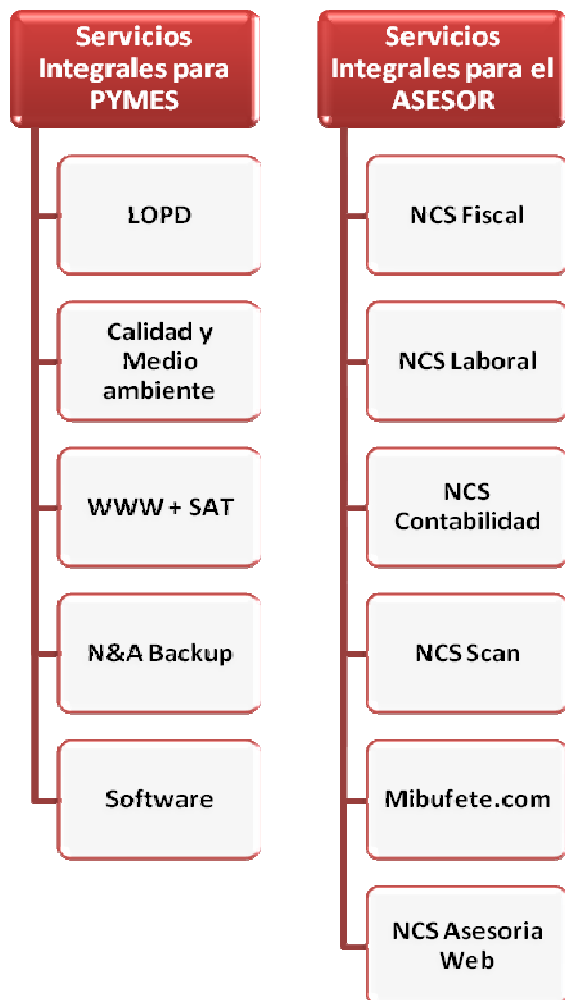 Servicios
Integrales para
PYMES
LOPD
Calidad y
Medio
ambiente
WWW + SAT
N&A Backup
Software
Servicios
Integrales para el
ASESOR
NCS Fiscal
NCS Laboral
NCS
Contabilidad
NCS Scan
Mibufete.com
NCS Asesoria
Web